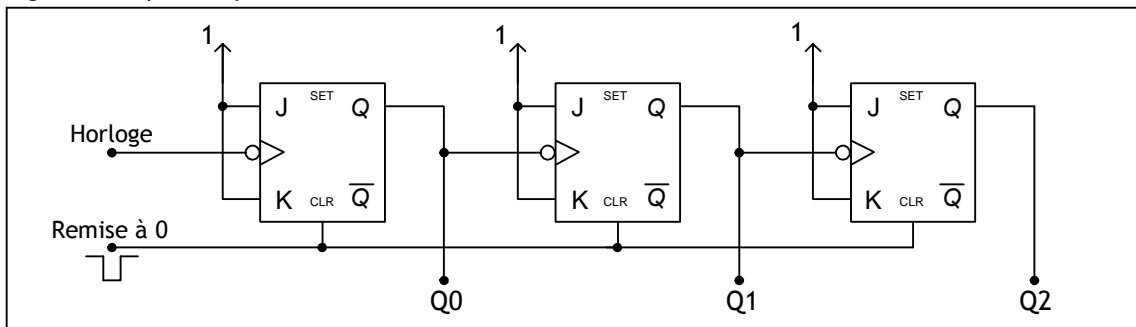 1 1 1
SET SET SET
J Q J Q J Q
Horloge
K CLR Q K CLR Q K CLR Q
Remise à 0
Q0 Q1 Q2